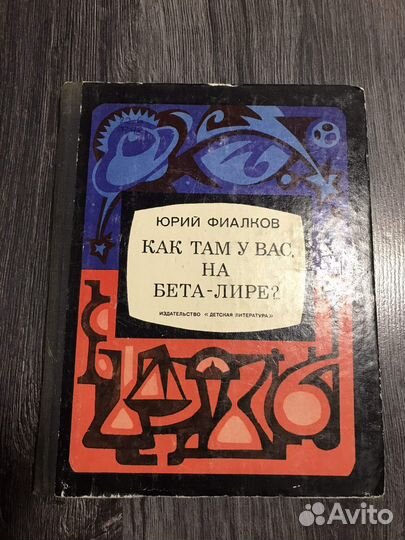 ЮРИЙ ФИАЛКОВ
КАК ТАМ У ВАС,
НА
БЕТА-ЛИРЕ?
ИЗДАТЕЛЬСТВО «ДЕТСКАЯ ЛИТЕРАТУРА»
Avito